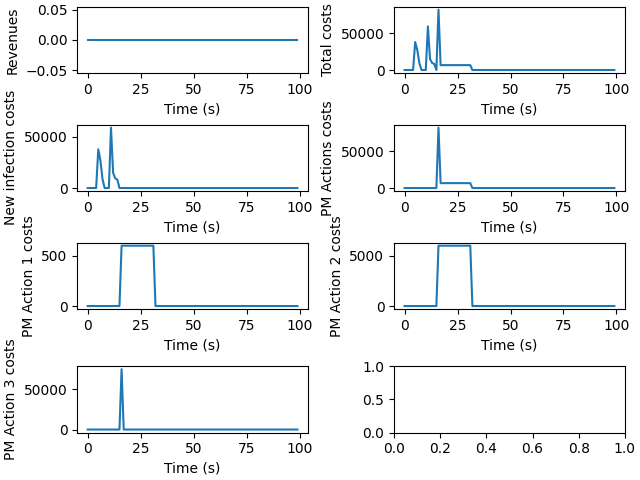 Revenues
0.05
0.00
−0.05
0 25 50 75 100
Time (s)
Total costs
50000
0
0 25 50 75 100
Time (s)
New infection costs
50000
0
0 25 50 75 100
Time (s)
PM Actions costs
50000
0
0 25 50 75 100
Time (s)
PM Action 1 costs
500
0
0 25 50 75 100
Time (s)
PM Action 2 costs
5000
0
0 25 50 75 100
Time (s)
PM Action 3 costs
50000
0
0 25 50 75 100
Time (s)
1.0
0.5
0.0
0.0 0.2 0.4 0.6 0.8 1.0